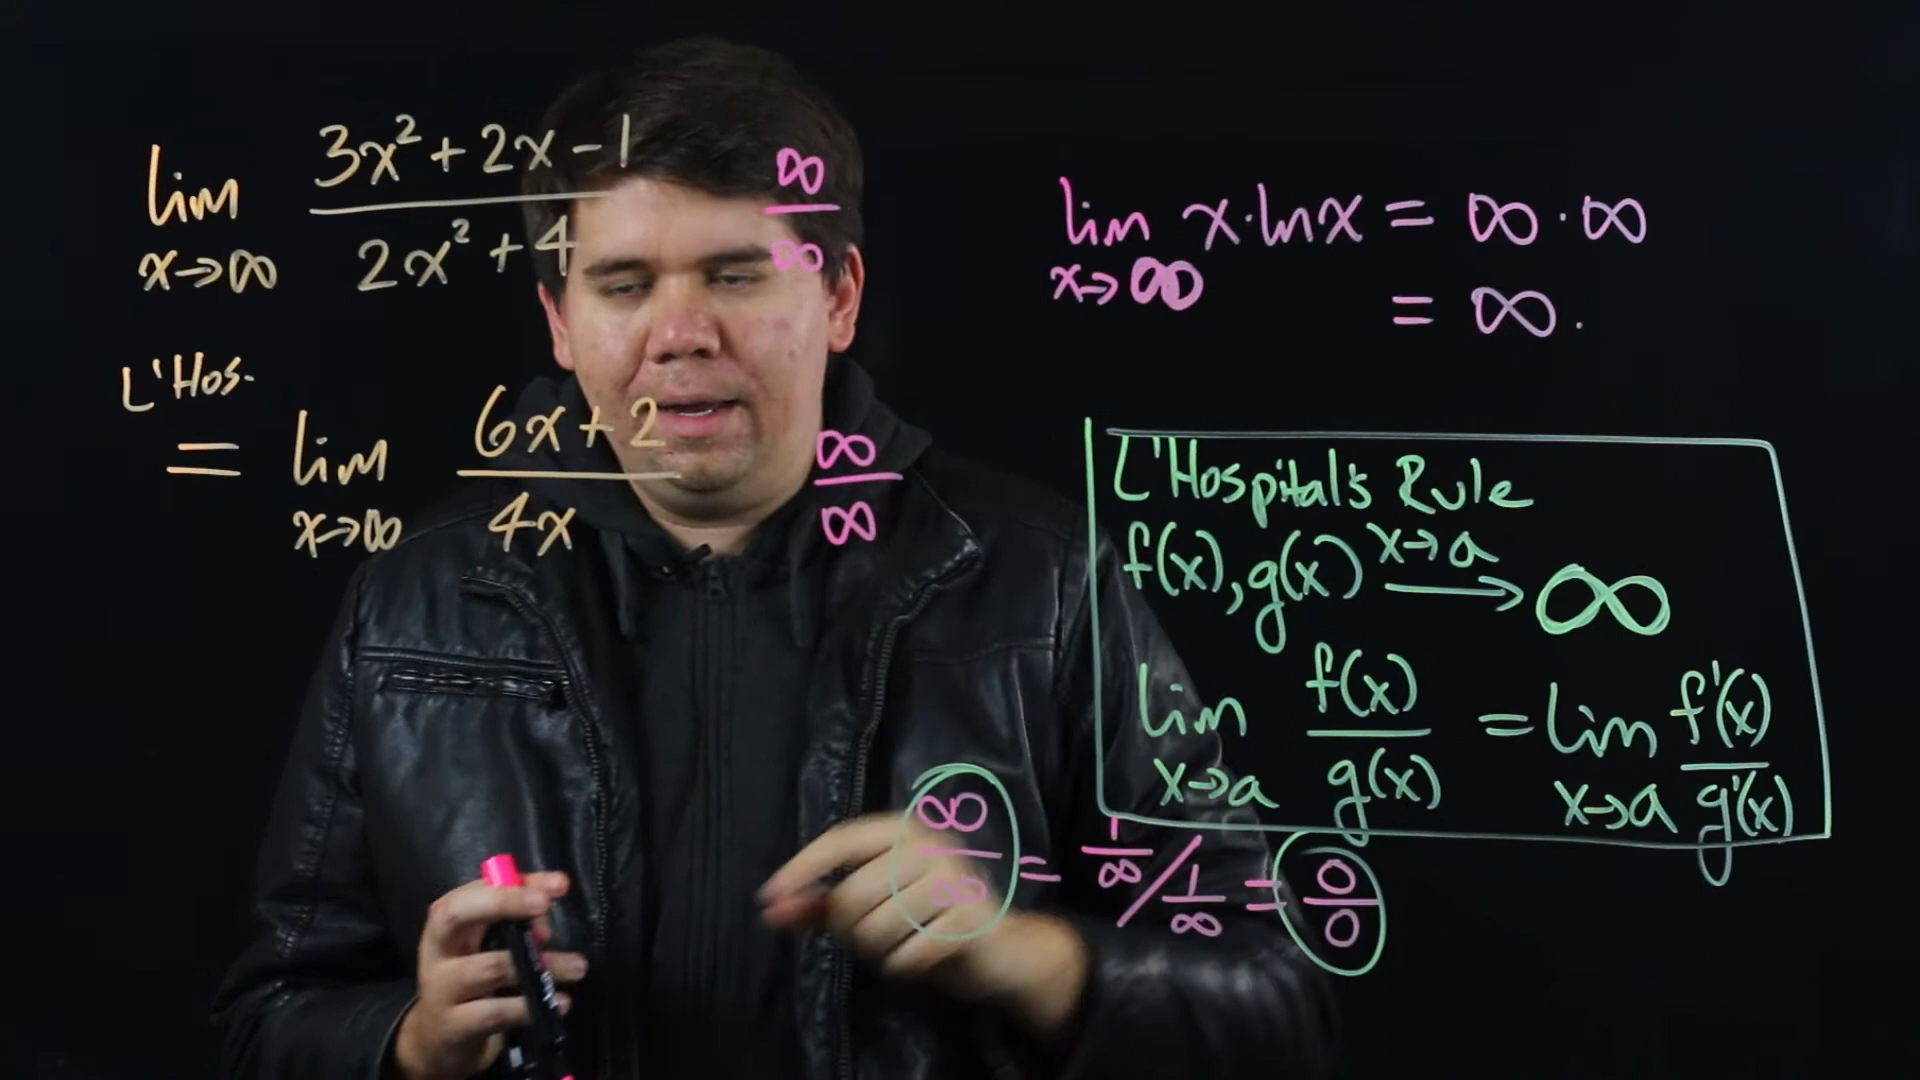 lim x→∞ (3x² + 2x - 1)/(2x² + 4) ∞/∞
L'Hos.
= lim x→∞ (6x + 2)/(4x) ∞/∞
lim x→∞ x·ln x = ∞·∞
= ∞.
L'Hospital's Rule
f(x), g(x) x→a → ∞
lim x→a f(x)/g(x) = lim x→a f'(x)/g'(x)
∞/∞ = 1/∞ / 1/∞ = 0/0